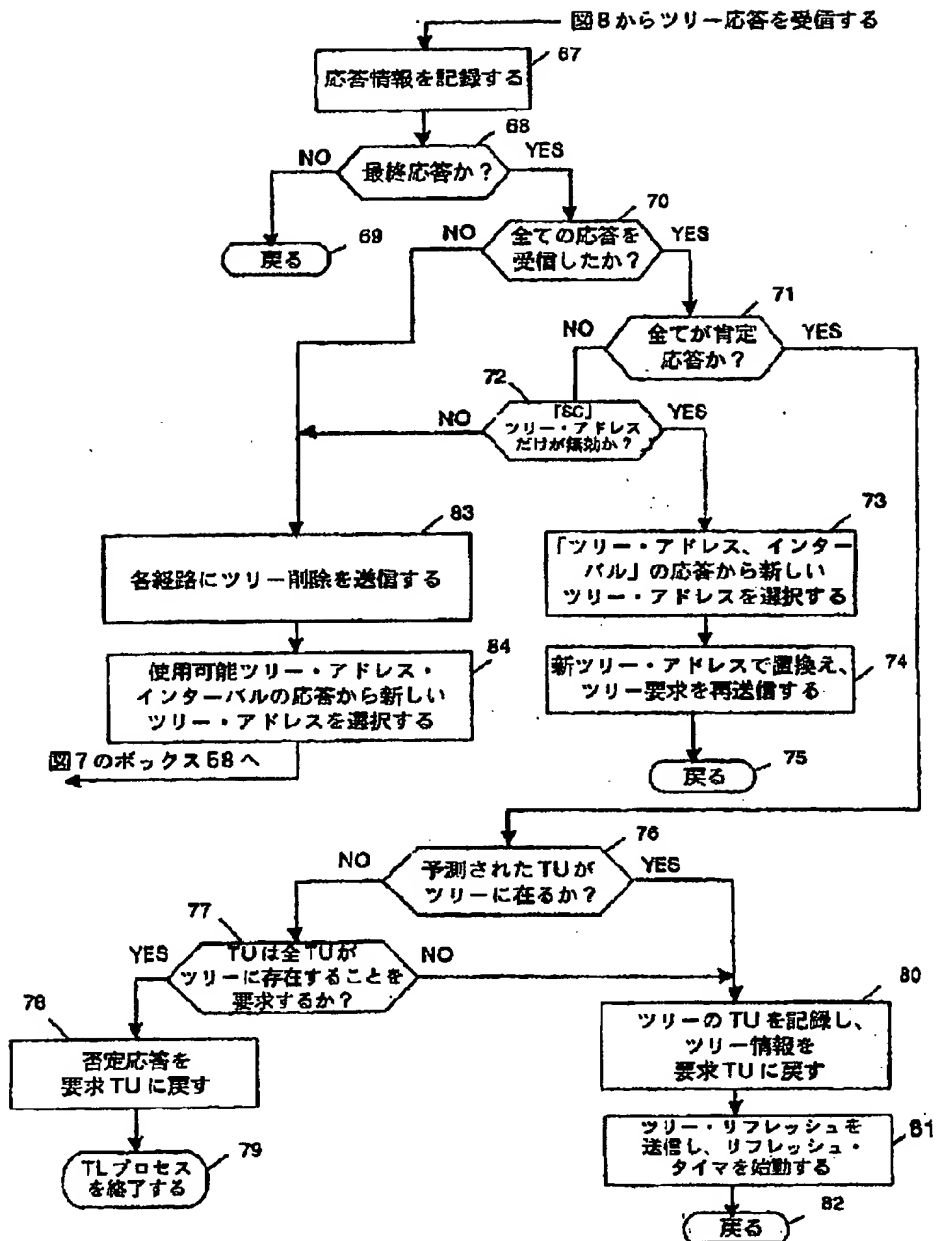 図8からツリー応答を受信する
67
応答情報を記録する
68
NO
YES
最終応答か？
70
69
戻る
NO
全ての応答を
受信したか？
YES
71
NO
全てが肯定
応答か？
YES
72
NO
「SC」
ツリー・アドレス
だけが無効か？
YES
83
73
各経路にツリー削除を送信する
「ツリー・アドレス、インター
バル」の応答から新しい
ツリー・アドレスを選択する
84
使用可能ツリー・アドレス・
インターバルの応答から新しい
ツリー・アドレスを選択する
新ツリー・アドレスで置換え、
ツリー要求を再送信する
74
図7のボックス58へ
戻る
75
76
NO
予測されたTUが
ツリーに在るか？
YES
77
YES
TUは全TUが
ツリーに存在することを
要求するか？
NO
78
80
否定応答を
要求TUに戻す
ツリーのTUを記録し、
ツリー情報を
要求TUに戻す
79
TLプロセス
を終了する
ツリー・リフレッシュを
送信し、リフレッシュ・
タイマを始動する
81
戻る
82